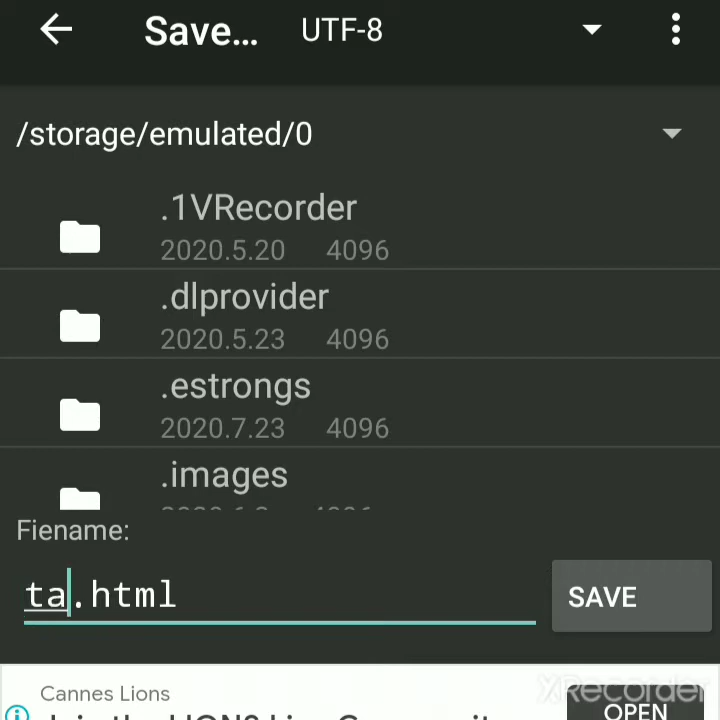 Save... UTF-8
/storage/emulated/0
.1VRecorder
2020.5.20 4096
.dlprovider
2020.5.23 4096
.estrongs
2020.7.23 4096
.images
Fiename:
ta.html
SAVE
Cannes Lions
XRecorder
OPEN